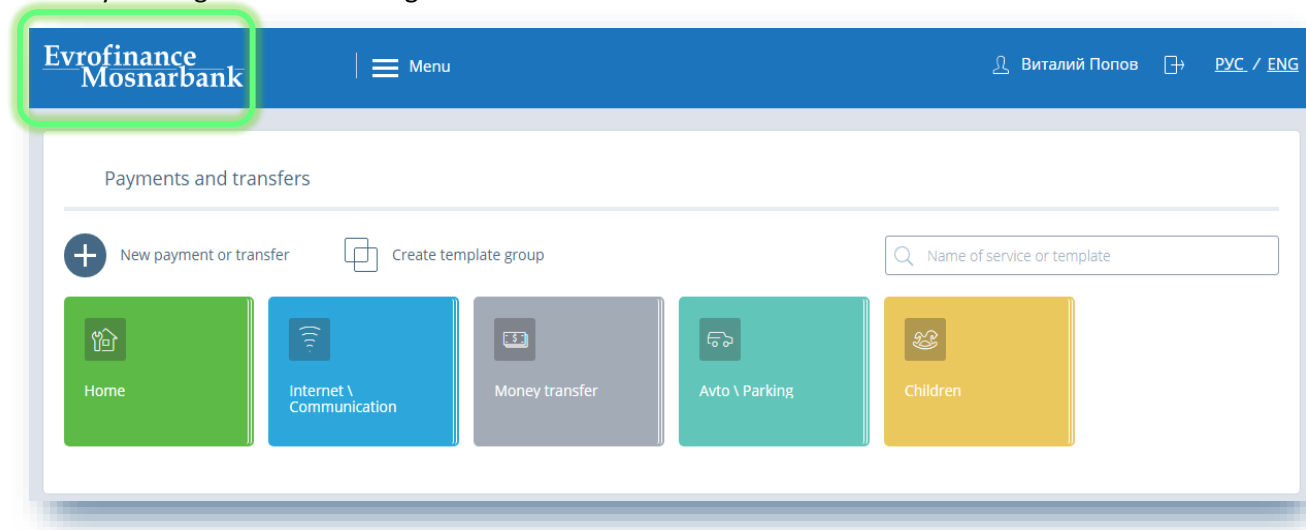 Evrofinance
Mosnarbank
Menu
Виталий Попов
РУС / ENG
Payments and transfers
New payment or transfer
Create template group
Name of service or template
Home
Internet \
Communication
Money transfer
Avto \ Parking
Children